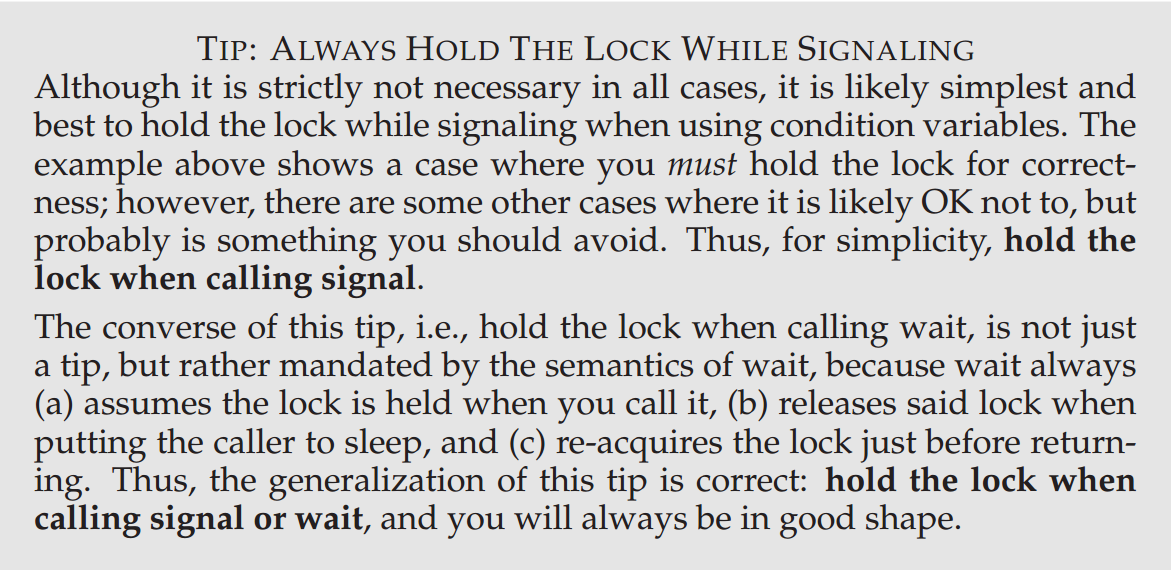 TIP: ALWAYS HOLD THE LOCK WHILE SIGNALING
Although it is strictly not necessary in all cases, it is likely simplest and
best to hold the lock while signaling when using condition variables. The
example above shows a case where you must hold the lock for correct-
ness; however, there are some other cases where it is likely OK not to, but
probably is something you should avoid. Thus, for simplicity, hold the
lock when calling signal.
The converse of this tip, i.e., hold the lock when calling wait, is not just
a tip, but rather mandated by the semantics of wait, because wait always
(a) assumes the lock is held when you call it, (b) releases said lock when
putting the caller to sleep, and (c) re-acquires the lock just before return-
ing. Thus, the generalization of this tip is correct: hold the lock when
calling signal or wait, and you will always be in good shape.